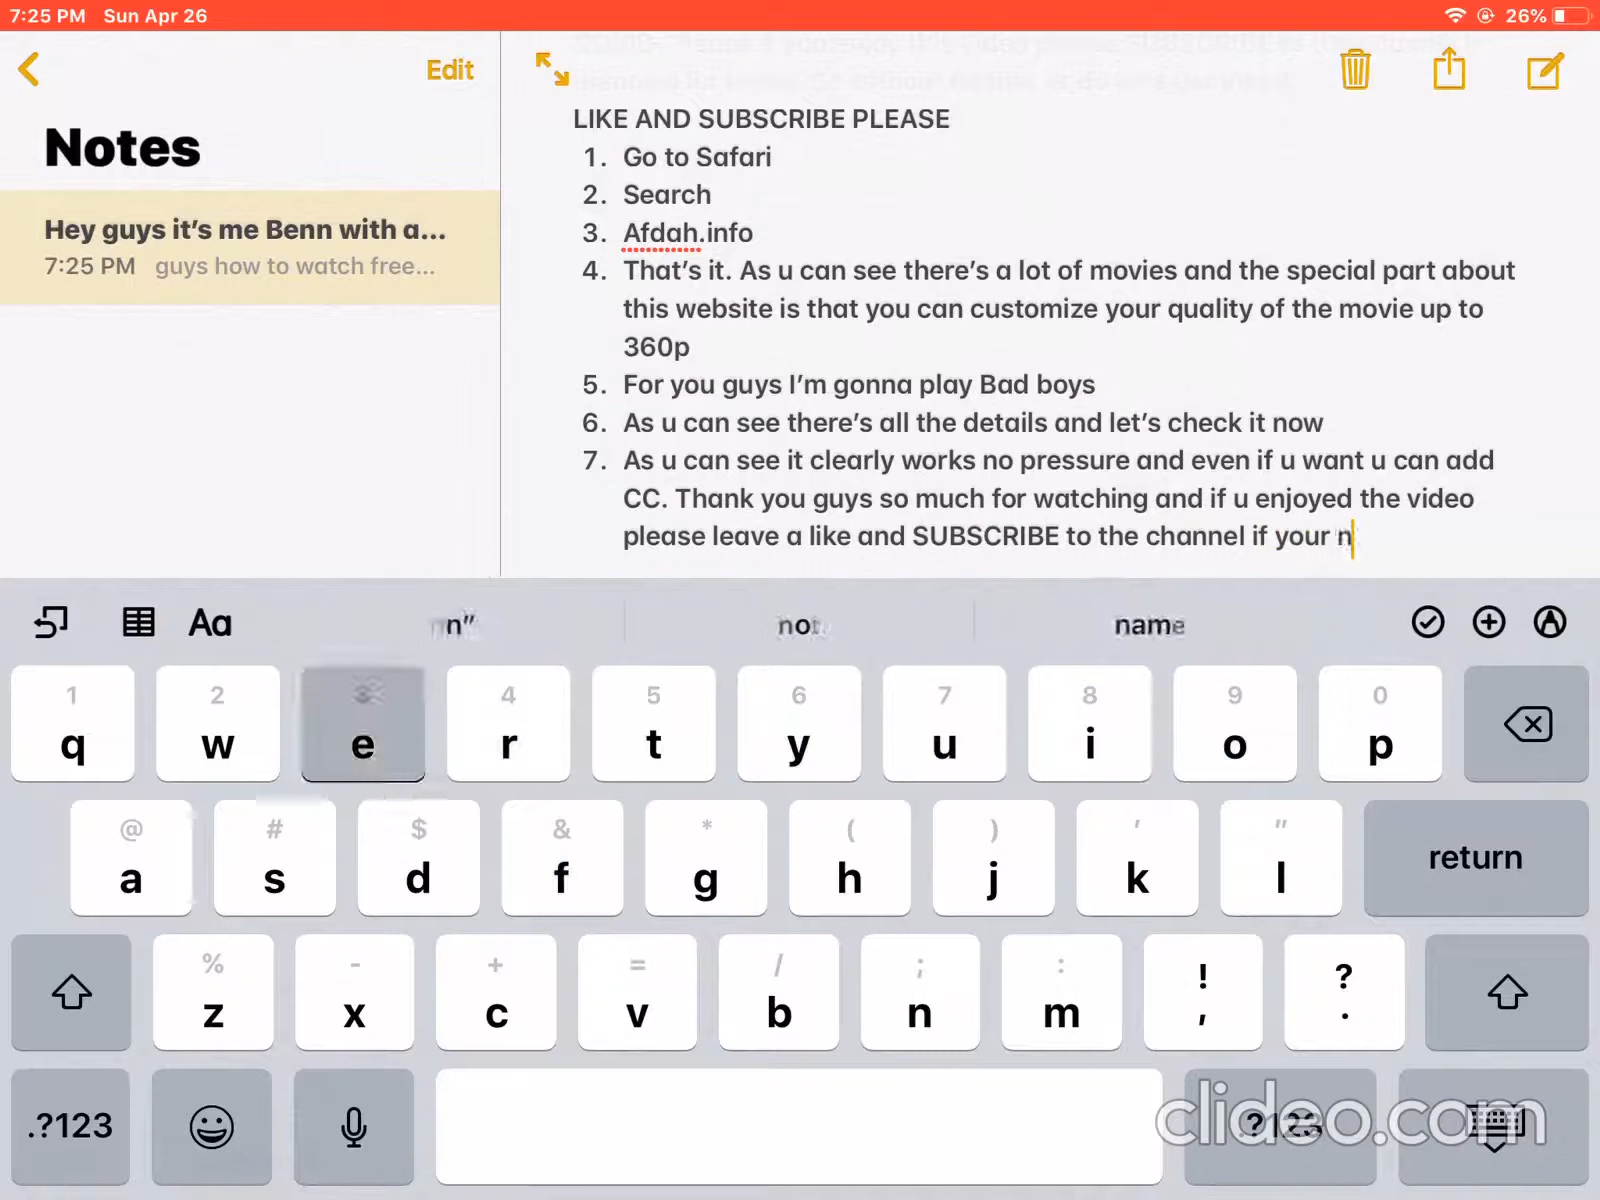 7:25 PM Sun Apr 26
26%
Edit
Notes
Hey guys it's me Benn with a...
7:25 PM guys how to watch free...
LIKE AND SUBSCRIBE PLEASE
1. Go to Safari
2. Search
3. Afdah.info
4. That's it. As u can see there's a lot of movies and the special part about
this website is that you can customize your quality of the movie up to
360p
5. For you guys I'm gonna play Bad boys
6. As u can see there's all the details and let's check it now
7. As u can see it clearly works no pressure and even if u want u can add
CC. Thank you guys so much for watching and if u enjoyed the video
please leave a like and SUBSCRIBE to the channel if your n
Aa not name
1 2 4 5 6 7 8 9 0
q w e r t y u i o p
@ # $ & * ( ) ' "
a s d f g h j k l return
% - + = / ; : ! ?
z x c v b n m , .
.?123 .?123
clideo.com